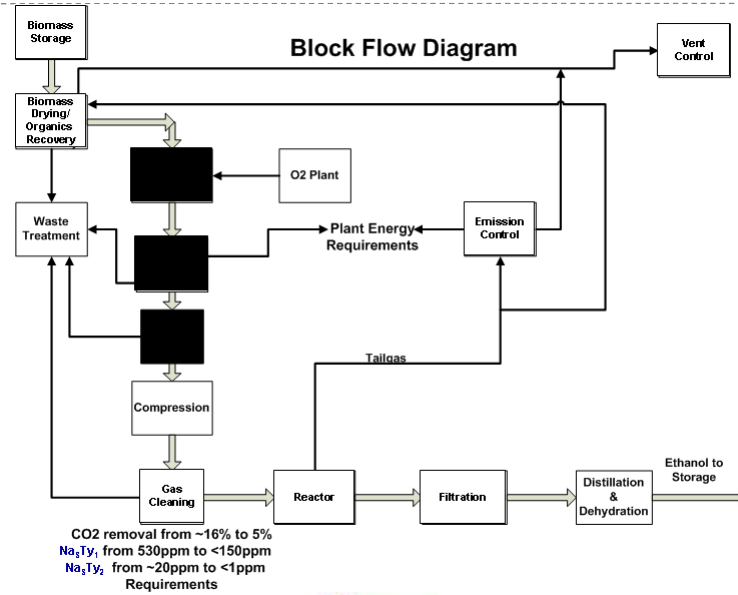 Biomass
Storage
Block Flow Diagram
Vent
Control
Biomass
Drying/
Organics
Recovery
O2 Plant
Waste
Treatment
Plant Energy
Requirements
Emission
Control
Tailgas
Compression
Gas
Cleaning
Reactor
Filtration
Distillation
&
Dehydration
Ethanol to
Storage
CO2 removal from ~16% to 5%
NaₛTy₁ from 530ppm to <150ppm
NaₛTy₂ from ~20ppm to <1ppm
Requirements